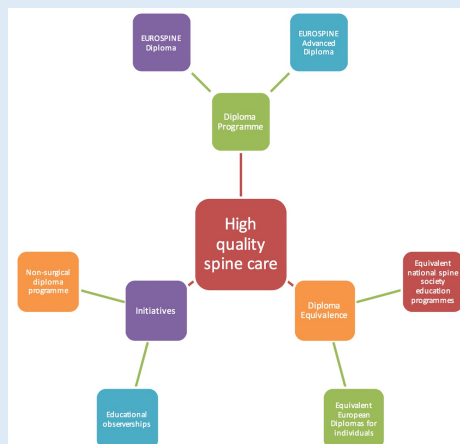 EUROSPINE
Diploma
EUROSPINE
Advanced
Diploma
Diploma
Programme
High
quality
spine care
Non-surgical
diploma
programme
Initiatives
Diploma
Equivalence
Equivalent
national spine
society
education
programmes
Educational
observerships
Equivalent
European
Diplomas for
individuals